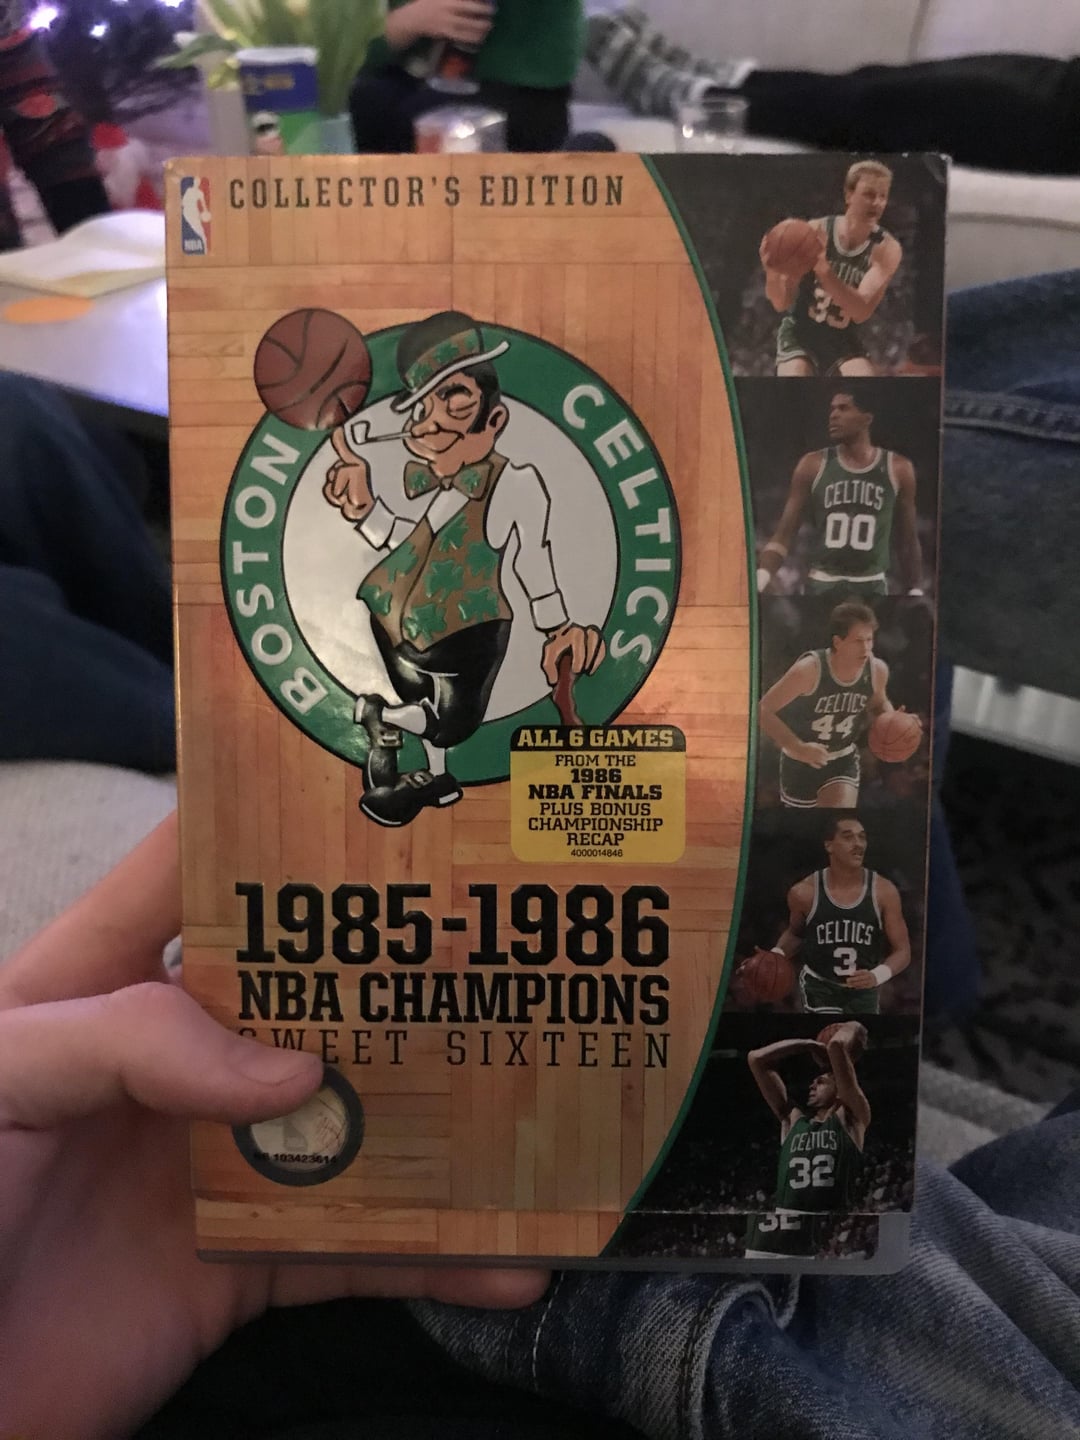 COLLECTOR'S EDITION
NBA
BOSTON CELTICS
ALL 6 GAMES
FROM THE
1986
NBA FINALS
PLUS BONUS
CHAMPIONSHIP
RECAP
4000014846
1985-1986
NBA CHAMPIONS
SWEET SIXTEEN
103423614
CELTICS
33
CELTICS
00
CELTICS
44
CELTICS
3
CELTICS
32
32